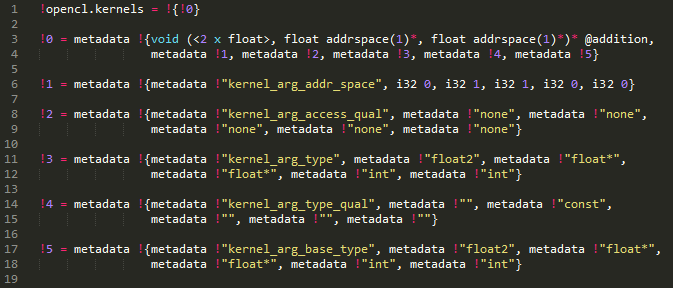 1 !opencl.kernels = !{!0}
2
3 !0 = metadata !{void (<2 x float>, float addrspace(1)*, float addrspace(1)*)* @addition,
4 metadata !1, metadata !2, metadata !3, metadata !4, metadata !5}
5
6 !1 = metadata !{metadata !"kernel_arg_addr_space", i32 0, i32 1, i32 1, i32 0, i32 0}
7
8 !2 = metadata !{metadata !"kernel_arg_access_qual", metadata !"none", metadata !"none",
9 metadata !"none", metadata !"none", metadata !"none"}
10
11 !3 = metadata !{metadata !"kernel_arg_type", metadata !"float2", metadata !"float*",
12 metadata !"float*", metadata !"int", metadata !"int"}
13
14 !4 = metadata !{metadata !"kernel_arg_type_qual", metadata !"", metadata !"const",
15 metadata !"", metadata !"", metadata !""}
16
17 !5 = metadata !{metadata !"kernel_arg_base_type", metadata !"float2", metadata !"float*",
18 metadata !"float*", metadata !"int", metadata !"int"}
19